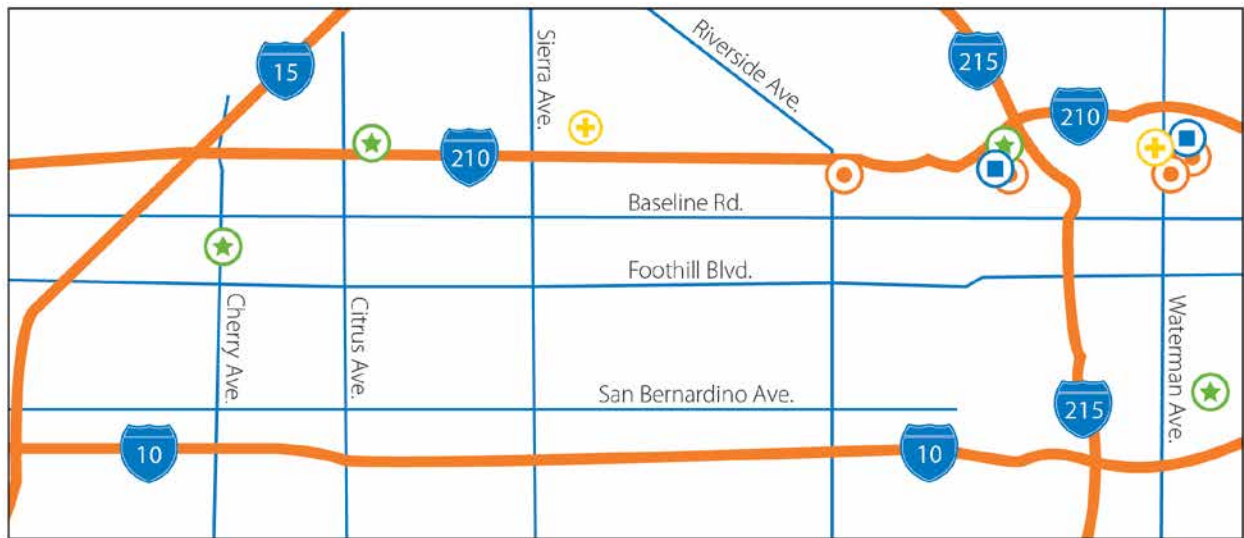 15
Sierra Ave.
Riverside Ave.
215
210
210
Baseline Rd.
Foothill Blvd.
Cherry Ave.
Citrus Ave.
Waterman Ave.
San Bernardino Ave.
215
10
10